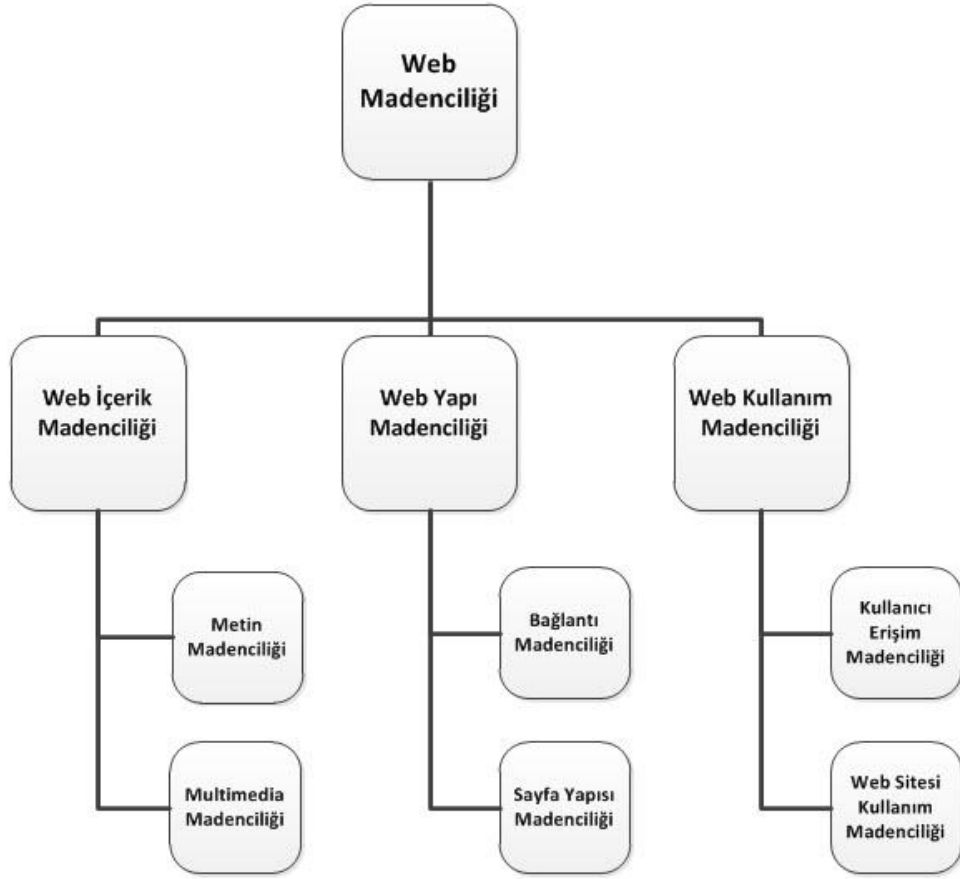 Web
Madenciliği
Web İçerik
Madenciliği
Web Yapı
Madenciliği
Web Kullanım
Madenciliği
Metin
Madenciliği
Bağlantı
Madenciliği
Kullanıcı
Erişim
Madenciliği
Multimedia
Madenciliği
Sayfa Yapısı
Madenciliği
Web Sitesi
Kullanım
Madenciliği